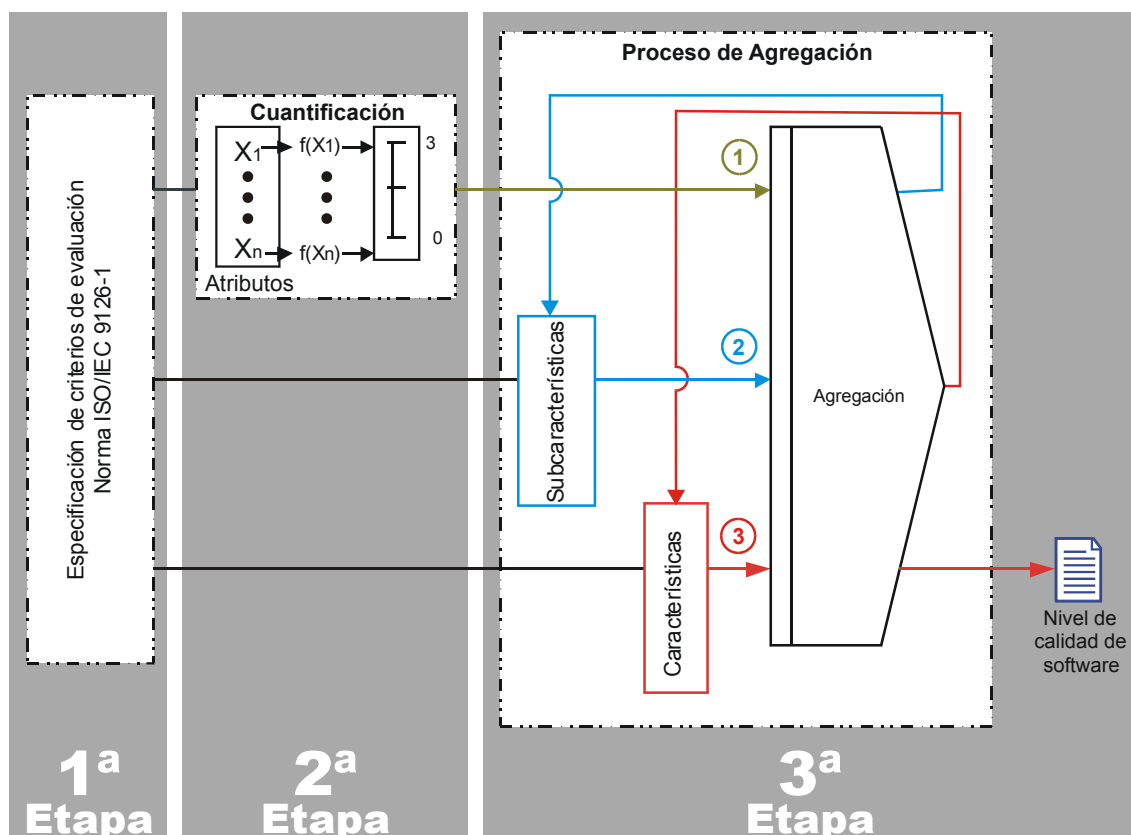 Proceso de Agregación
Cuantificación
X1
f(X1)
3
Xn
f(Xn)
0
Atributos
Especificación de criterios de evaluación
Norma ISO/IEC 9126-1
1
2
3
Subcaracterísticas
Características
Agregación
Nivel de
calidad de
software
1ª
Etapa
2ª
Etapa
3ª
Etapa